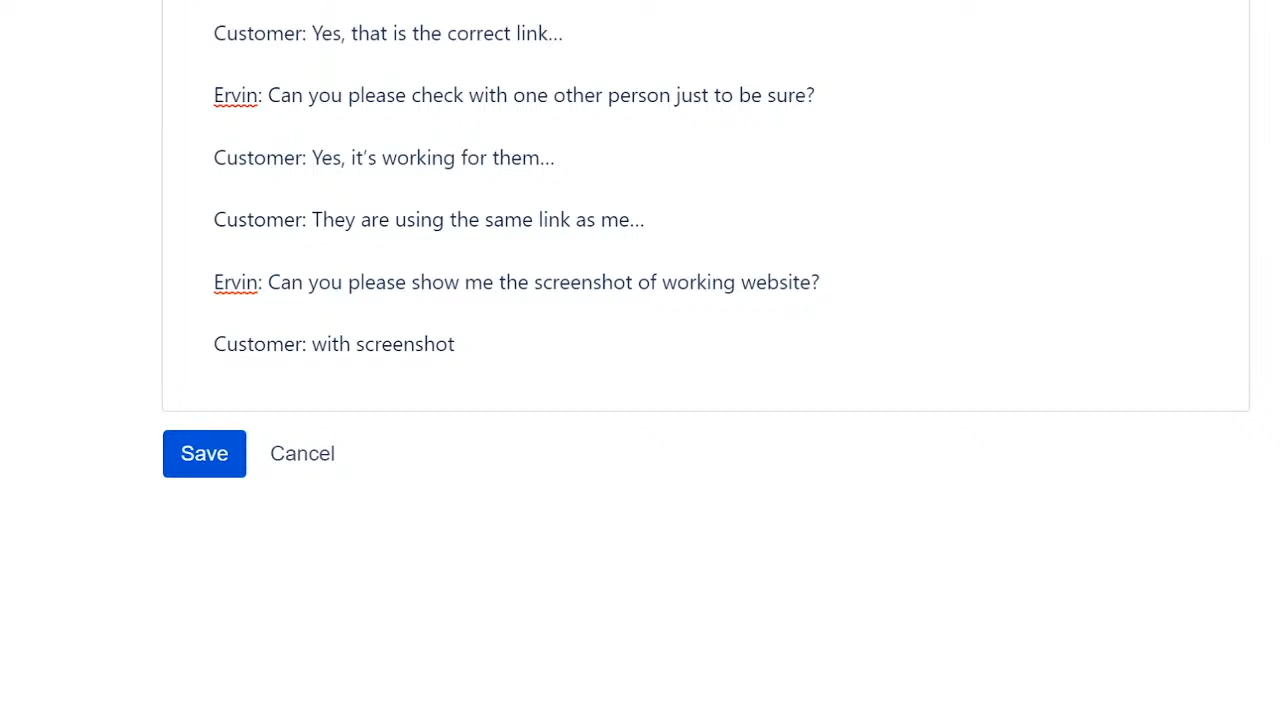 Customer: Yes, that is the correct link...
Ervin: Can you please check with one other person just to be sure?
Customer: Yes, it's working for them...
Customer: They are using the same link as me...
Ervin: Can you please show me the screenshot of working website?
Customer: with screenshot
Save Cancel